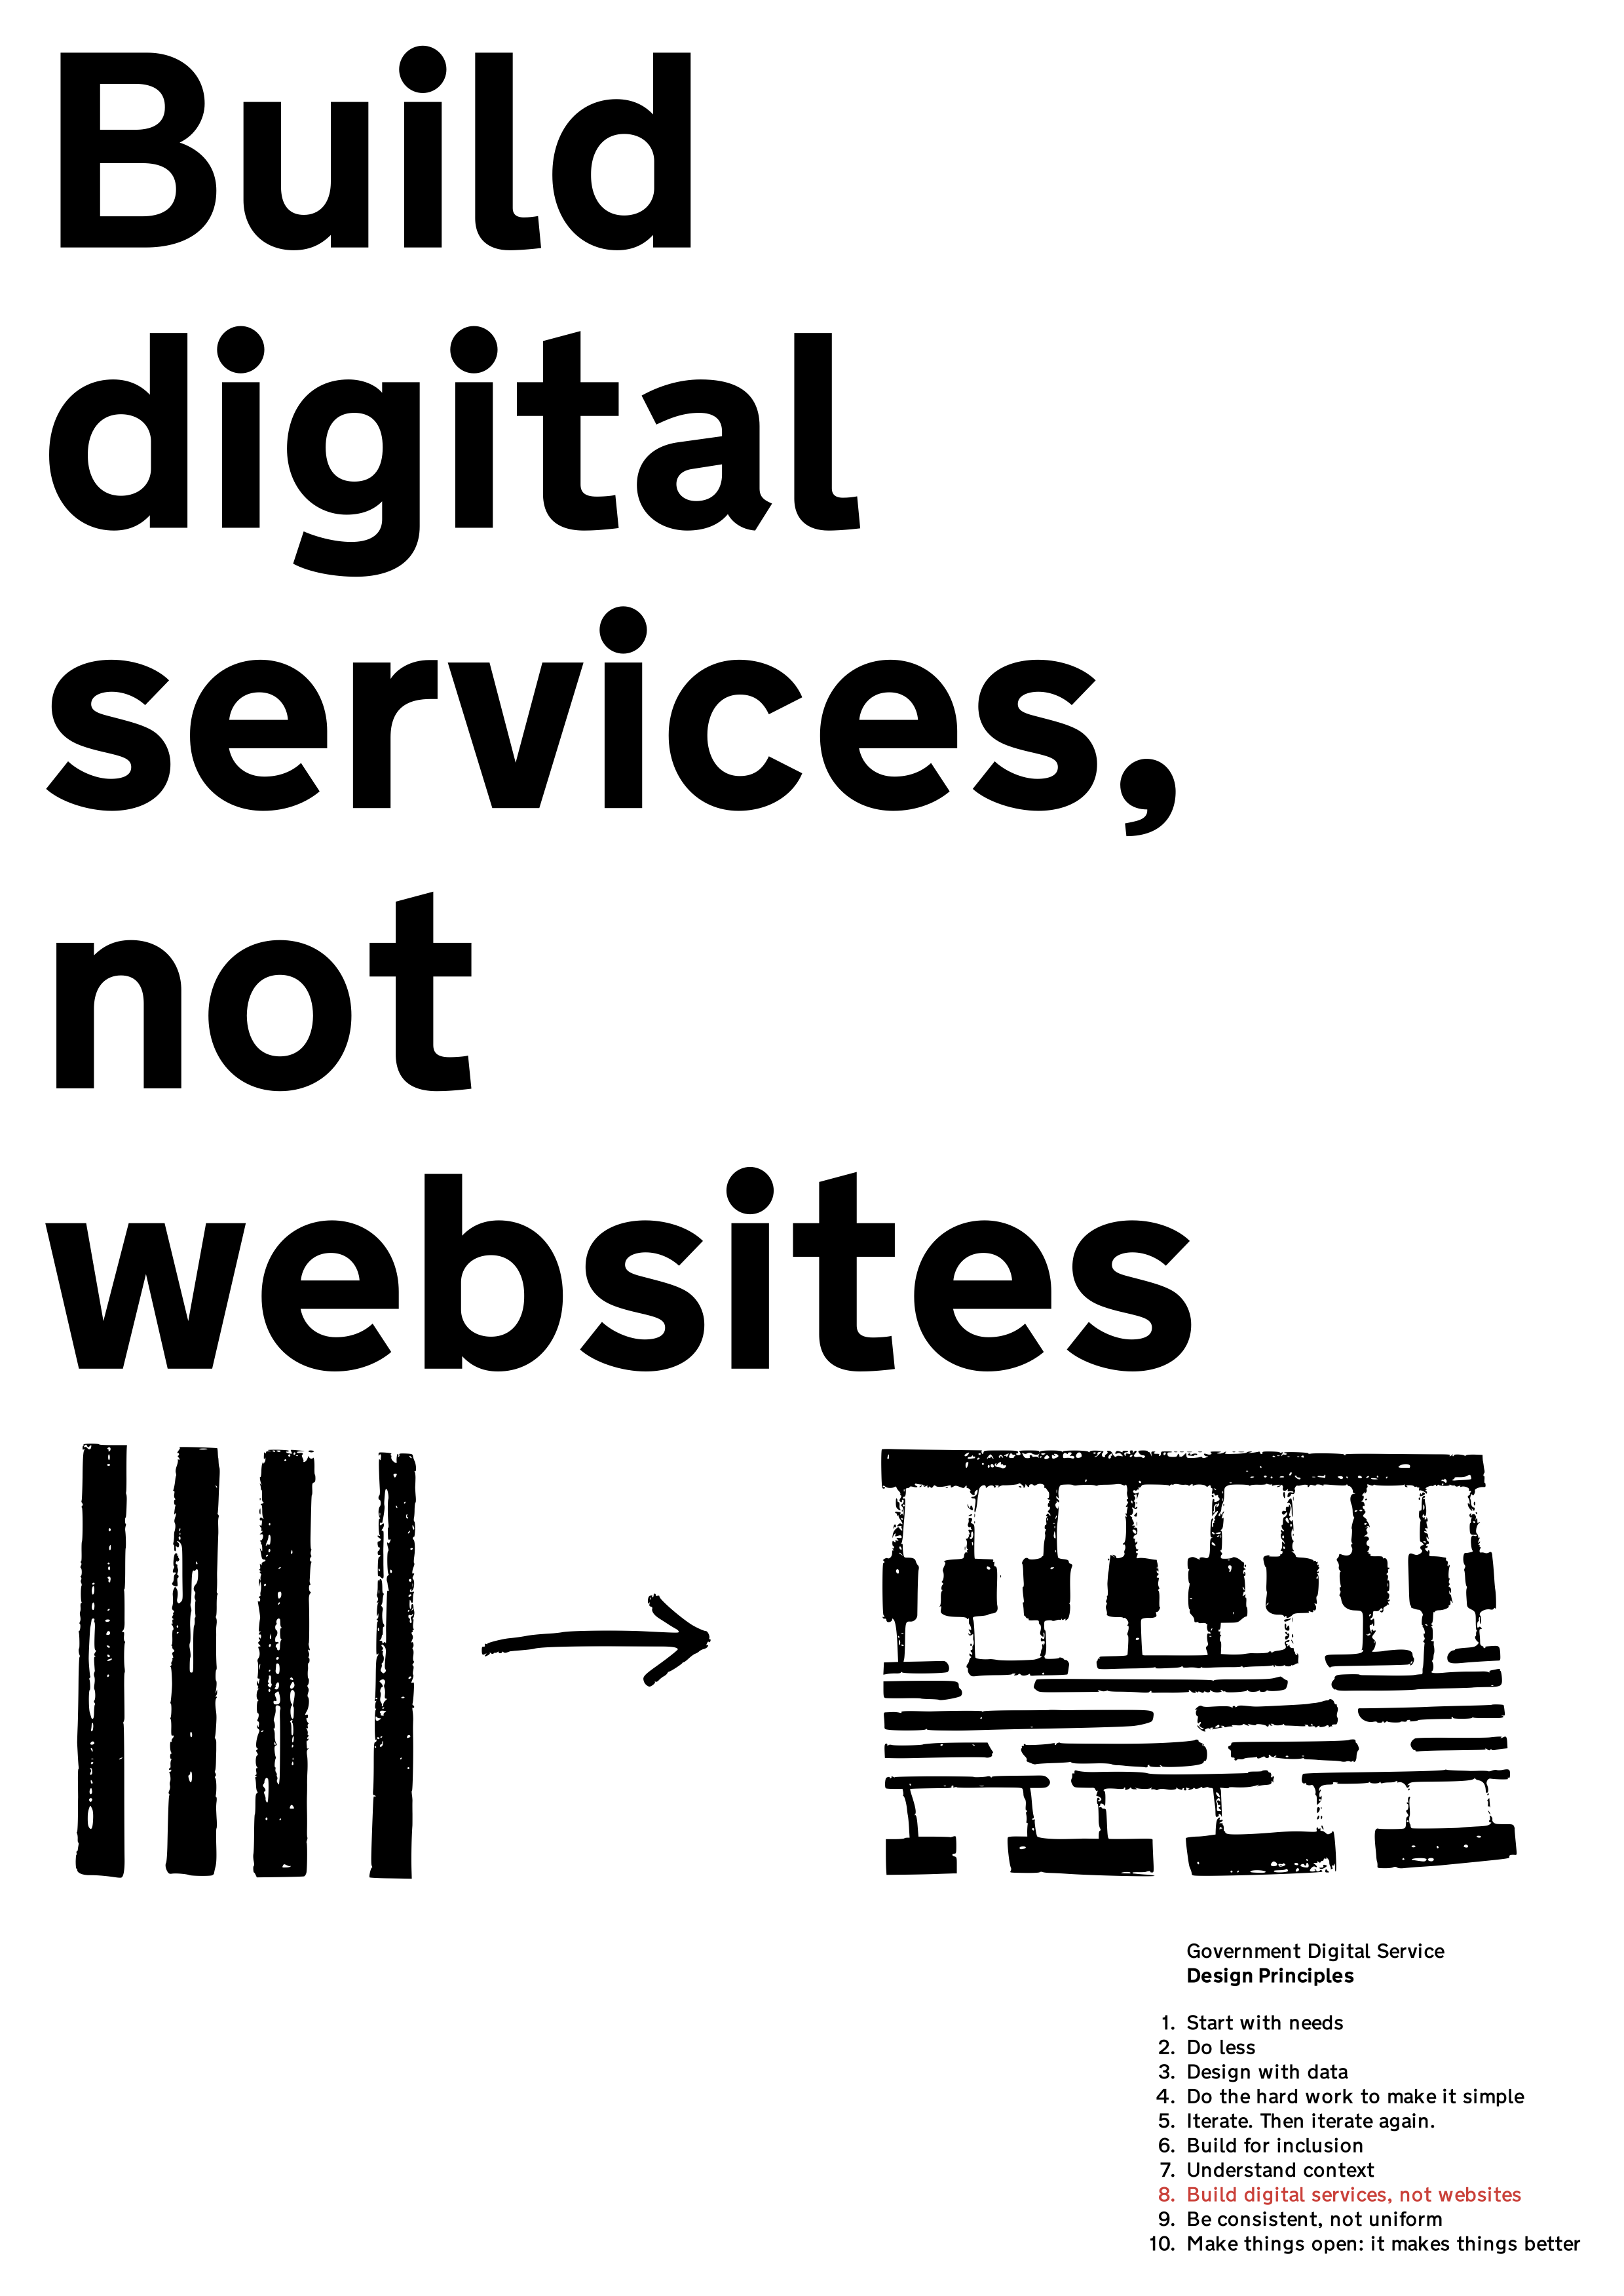 Build
digital
services,
not
websites
Government Digital Service
Design Principles
1. Start with needs
2. Do less
3. Design with data
4. Do the hard work to make it simple
5. Iterate. Then iterate again.
6. Build for inclusion
7. Understand context
8. Build digital services, not websites
9. Be consistent, not uniform
10. Make things open: it makes things better